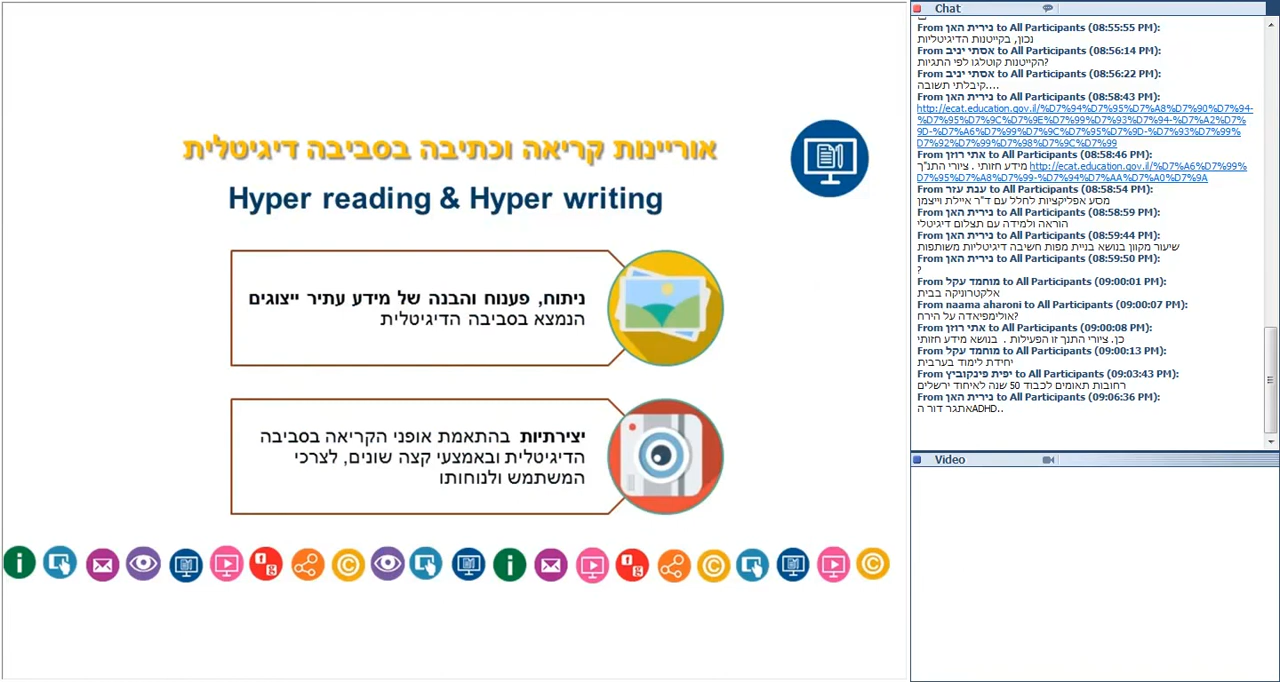 אוריינות קריאה וכתיבה בסביבה דיגיטלית
Hyper reading & Hyper writing
ניתוח, פענוח והבנה של מידע עתיר ייצוגים
הנמצא בסביבה הדיגיטלית
יצירתיות בהתאמת אופני הקריאה בסביבה
הדיגיטלית ובאמצעי קצה שונים, לצרכי
המשתמש ולנוחותו
Chat
From נירית האן to All Participants (08:55:55 PM):
נכון, בקייטנות הדיגיטליות
From אסתי יניב to All Participants (08:56:14 PM):
הקייטנות קוטלגו לפי התגיות?
From אסתי יניב to All Participants (08:56:22 PM):
קיבלתי תשובה....
From נירית האן to All Participants (08:58:43 PM):
http://ecat.education.gov.il/%D7%94%D7%95%D7%A8%D7%90%D7%94-
%D7%95%D7%9C%D7%9E%D7%99%D7%93%D7%94-%D7%A2%D7%
9D-%D7%A6%D7%99%D7%9C%D7%95%D7%9D-%D7%93%D7%99%
D7%92%D7%99%D7%98%D7%9C%D7%99
From אתי רוזן to All Participants (08:58:46 PM):
מידע חזותי . ציורי התנ"ך http://ecat.education.gov.il/%D7%A6%D7%99%
D7%95%D7%A8%D7%99-%D7%94%D7%AA%D7%A0%D7%9A
From ענת עזר to All Participants (08:58:54 PM):
מסע אפליקציות לחלל עם ד"ר איילת וייצמן
From נירית האן to All Participants (08:58:59 PM):
הוראה ולמידה עם תצלום דיגיטלי
From נירית האן to All Participants (08:59:44 PM):
שיעור מקוון בנושא בניית מפות חשיבה דיגיטליות משותפות
From נירית האן to All Participants (08:59:50 PM):
?
From מוחמד עקל to All Participants (09:00:01 PM):
אלקטרוניקה בבית
From naama aharoni to All Participants (09:00:07 PM):
אולימפיאדה על הירח?
From אתי רוזן to All Participants (09:00:08 PM):
כן. ציורי התנך זו הפעילות . בנושא מידע חזותי
From מוחמד עקל to All Participants (09:00:13 PM):
יחידת לימוד בערבית
From יפית פינקוביץ to All Participants (09:03:43 PM):
רחובות תאומים לכבוד 50 שנה לאיחוד ירשלים
From נירית האן to All Participants (09:06:36 PM):
אתגר דור הADHD..
Video